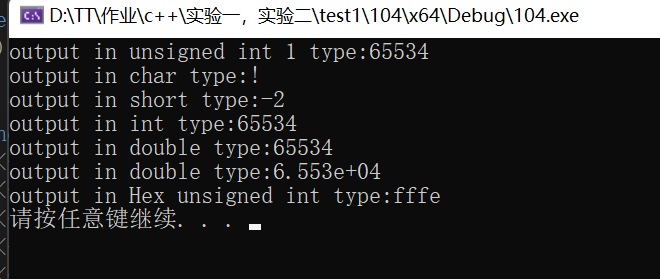 D:\TT\作业\c++\实验一，实验二\test1\104\x64\Debug\104.exe
output in unsigned int 1 type:65534
output in char type:!
output in short type:-2
output in int type:65534
output in double type:65534
output in double type:6.553e+04
output in Hex unsigned int type:fffe
请按任意键继续. . .